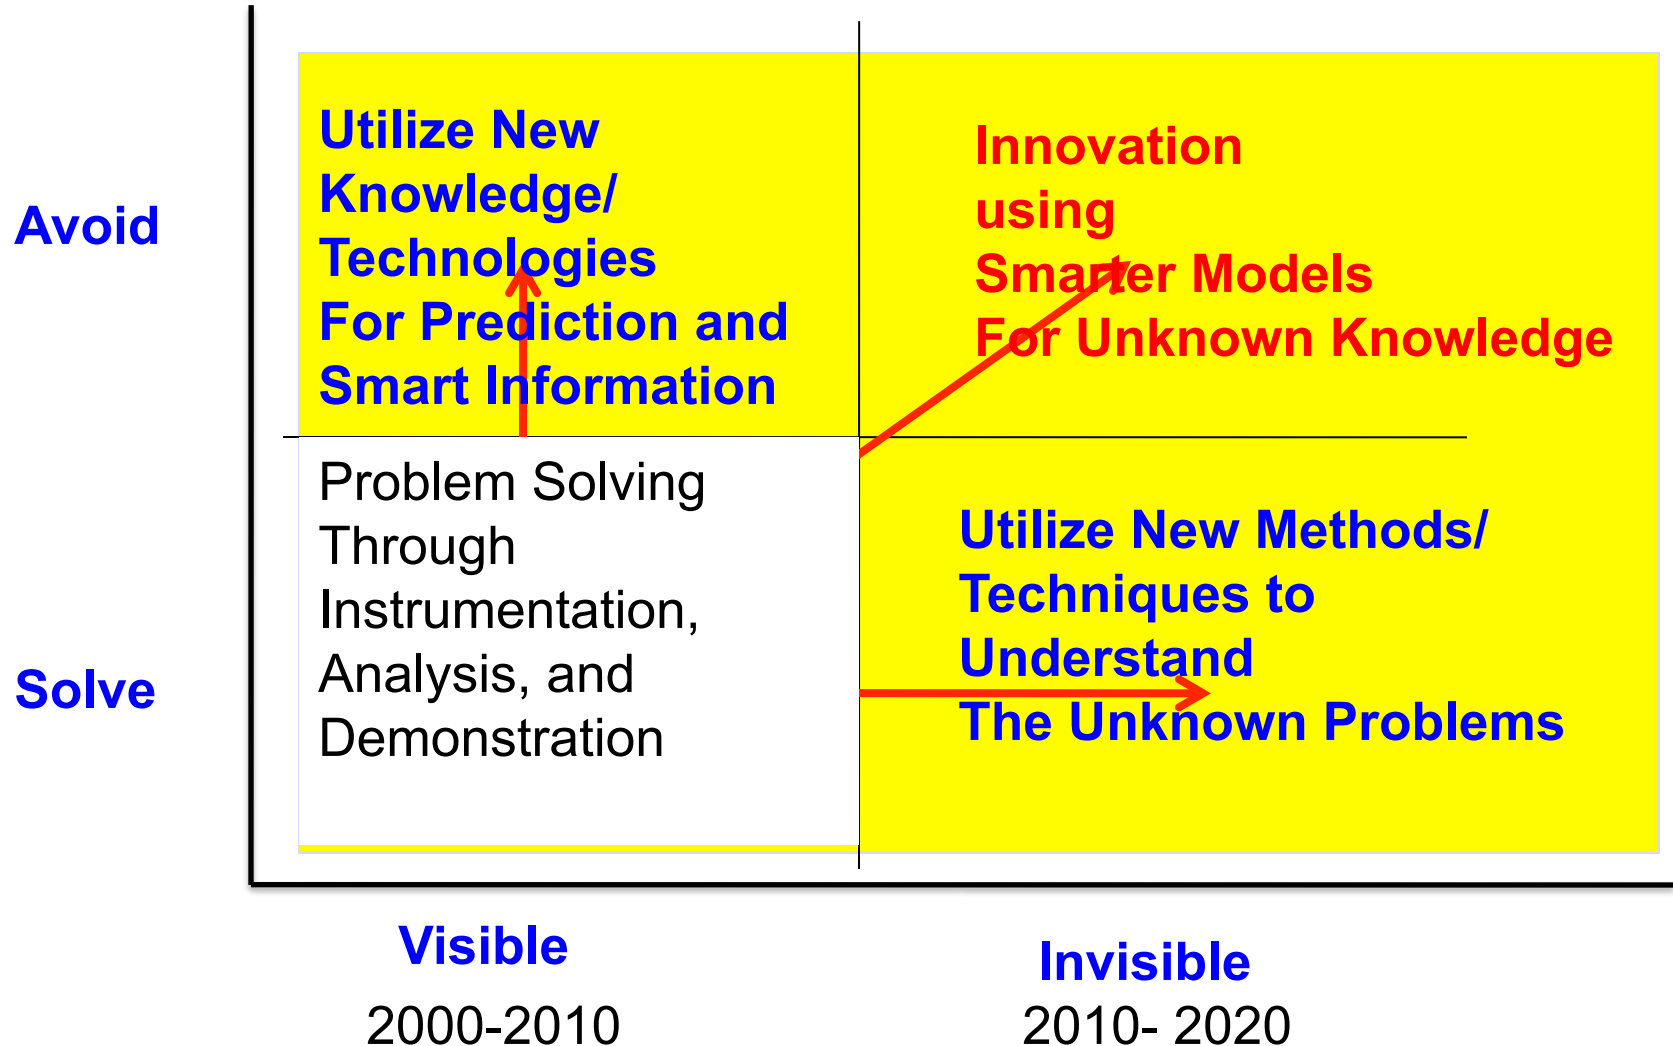 Avoid
Utilize New
Knowledge/
Technologies
For Prediction and
Smart Information
Innovation
using
Smarter Models
For Unknown Knowledge
Solve
Problem Solving
Through
Instrumentation,
Analysis, and
Demonstration
Utilize New Methods/
Techniques to
Understand
The Unknown Problems
Visible
2000-2010
Invisible
2010- 2020